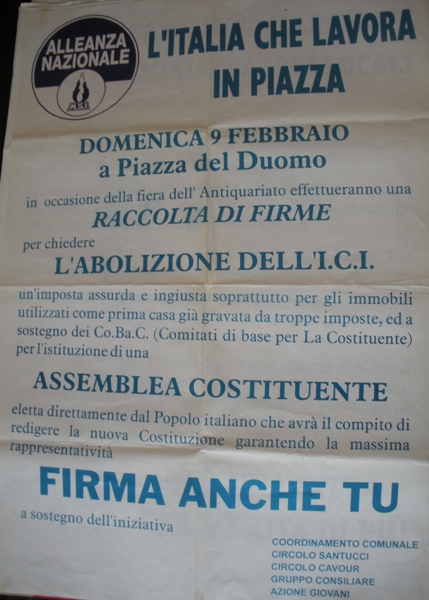 ALLEANZA
NAZIONALE
M.S.I.
L'ITALIA CHE LAVORA
IN PIAZZA
DOMENICA 9 FEBBRAIO
a Piazza del Duomo
in occasione della fiera dell' Antiquariato effettueranno una
RACCOLTA DI FIRME
per chiedere
L'ABOLIZIONE DELL'I.C.I.
un'imposta assurda e ingiusta soprattutto per gli immobili
utilizzati come prima casa già gravata da troppe imposte, ed a
sostegno dei Co.Ba.C. (Comitati di base per La Costituente)
per l'istituzione di una
ASSEMBLEA COSTITUENTE
eletta direttamente dal Popolo italiano che avrà il compito di
redigere la nuova Costituzione garantendo la massima
rappresentatività
FIRMA ANCHE TU
a sostegno dell'iniziativa
COORDINAMENTO COMUNALE
CIRCOLO SANTUCCI
CIRCOLO CAVOUR
GRUPPO CONSILIARE
AZIONE GIOVANI